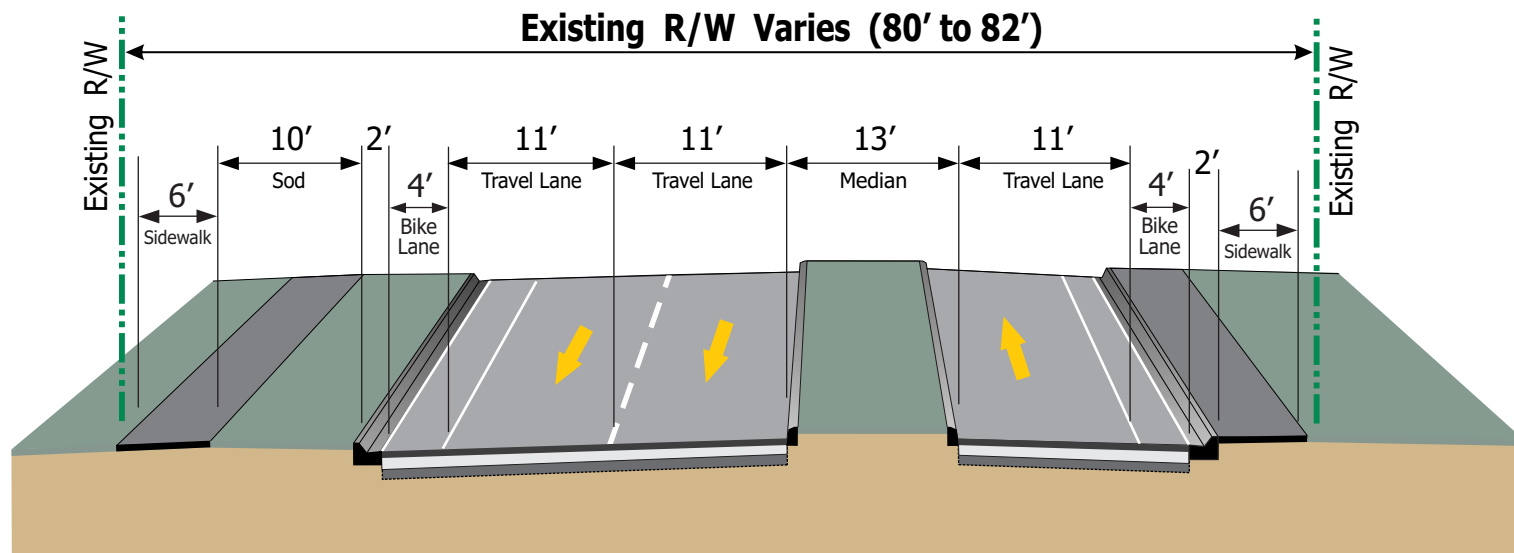 Existing R/W Varies (80’ to 82’)
Existing R/W
Existing R/W
6’
Sidewalk
10’
Sod
2’
4’
Bike
Lane
11’
Travel Lane
11’
Travel Lane
13’
Median
11’
Travel Lane
4’
Bike
Lane
2’
6’
Sidewalk